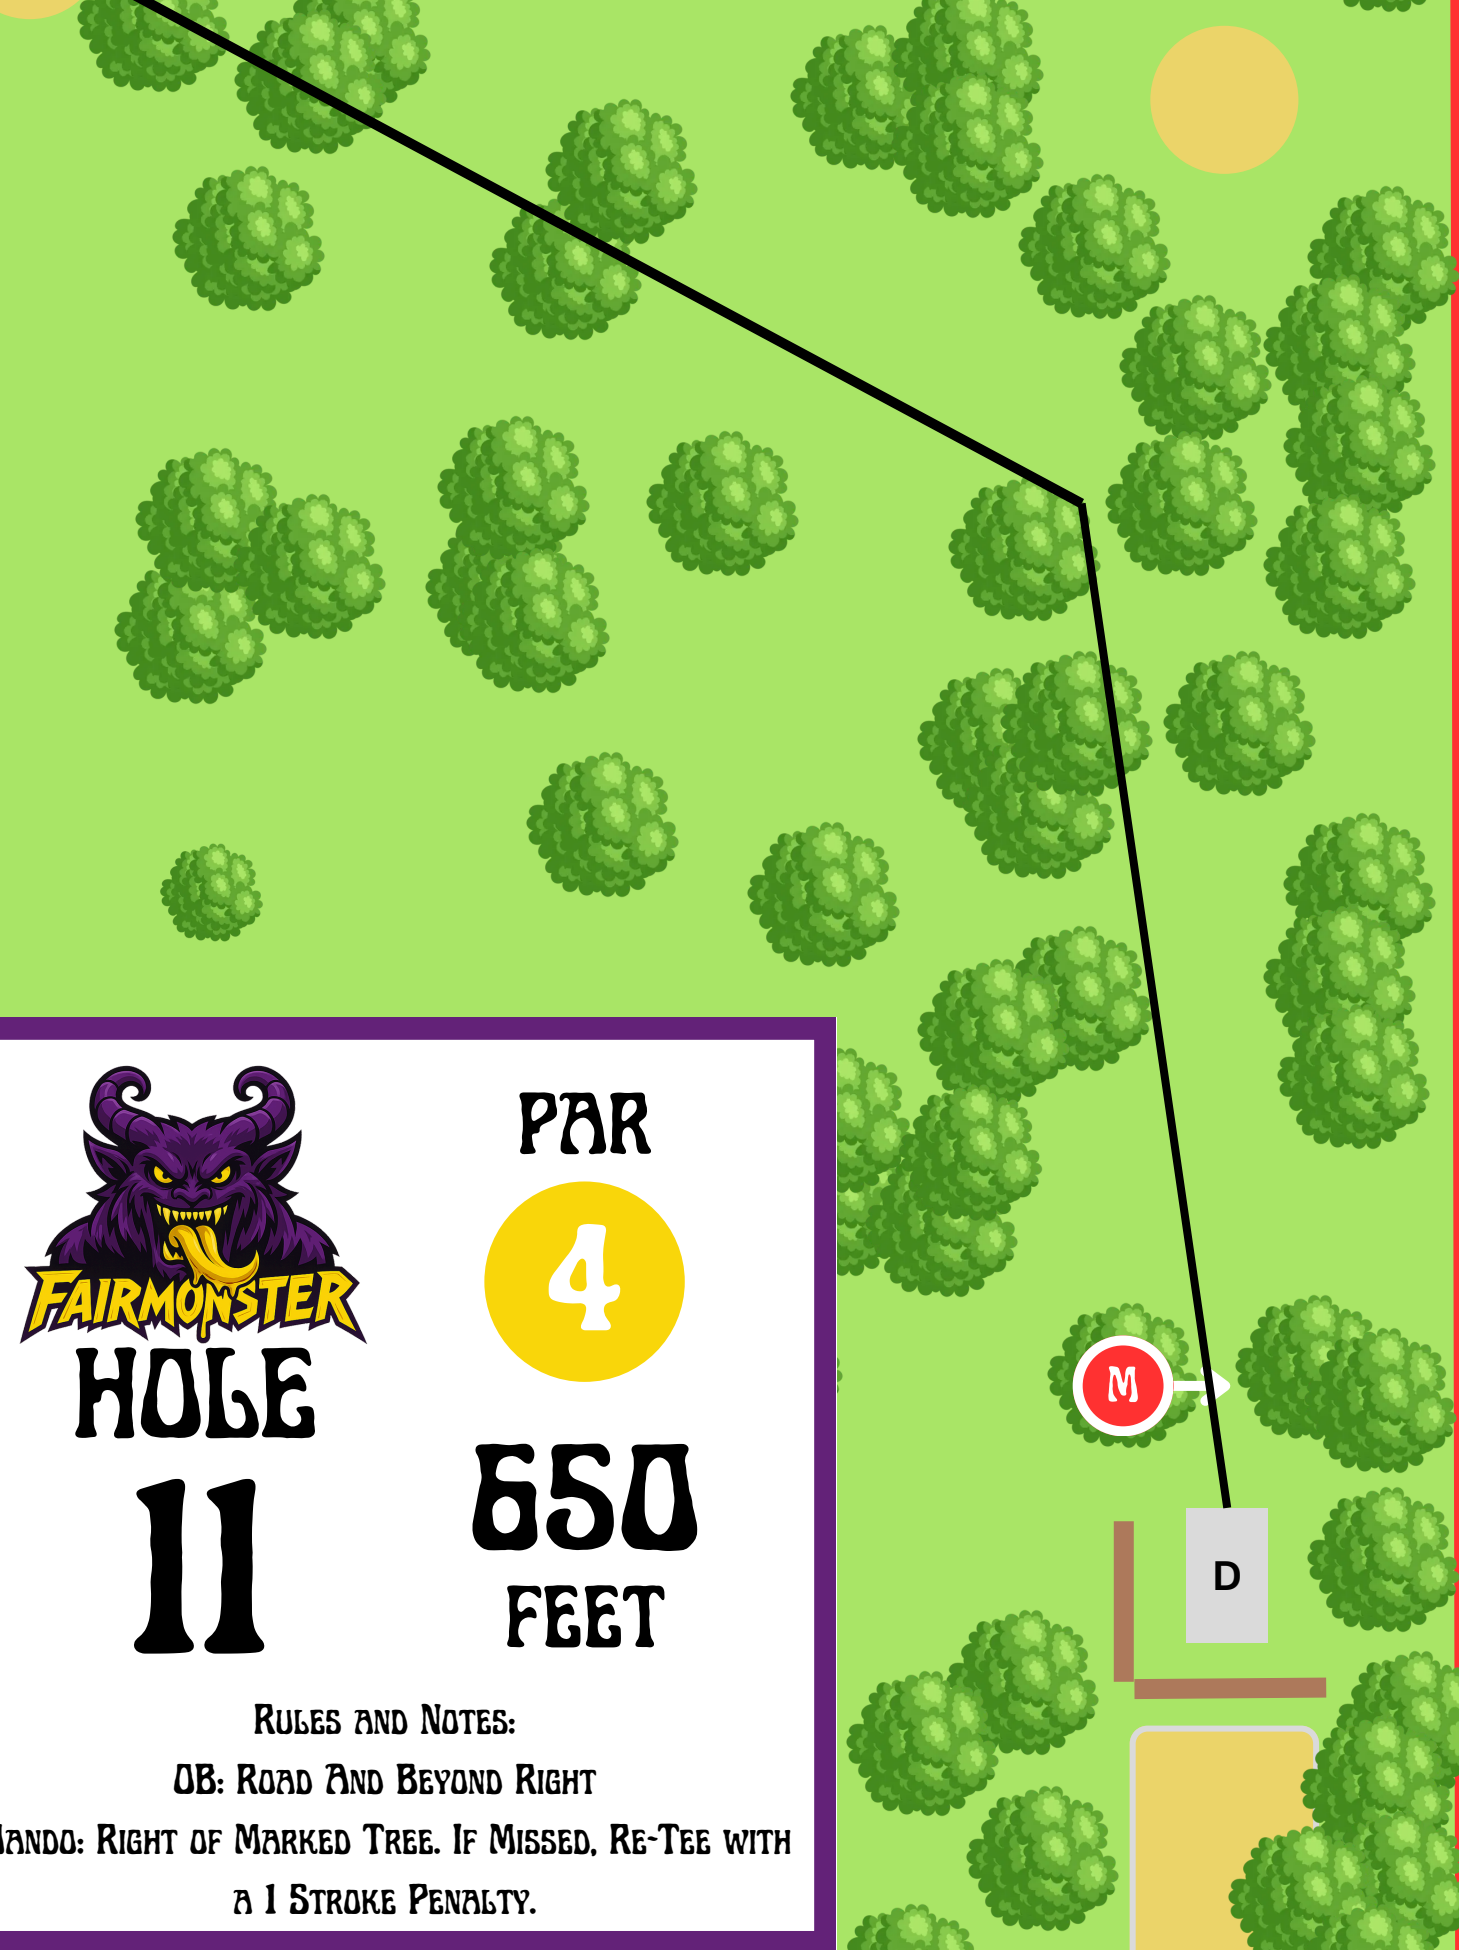 FAIRMONSTER
HOLE
11
PAR
4
650
FEET
Rules and Notes:
OB: Road And Beyond Right
Right of Marked Tree. If Missed, Re-Tee with
a 1 Stroke Penalty.
M
D